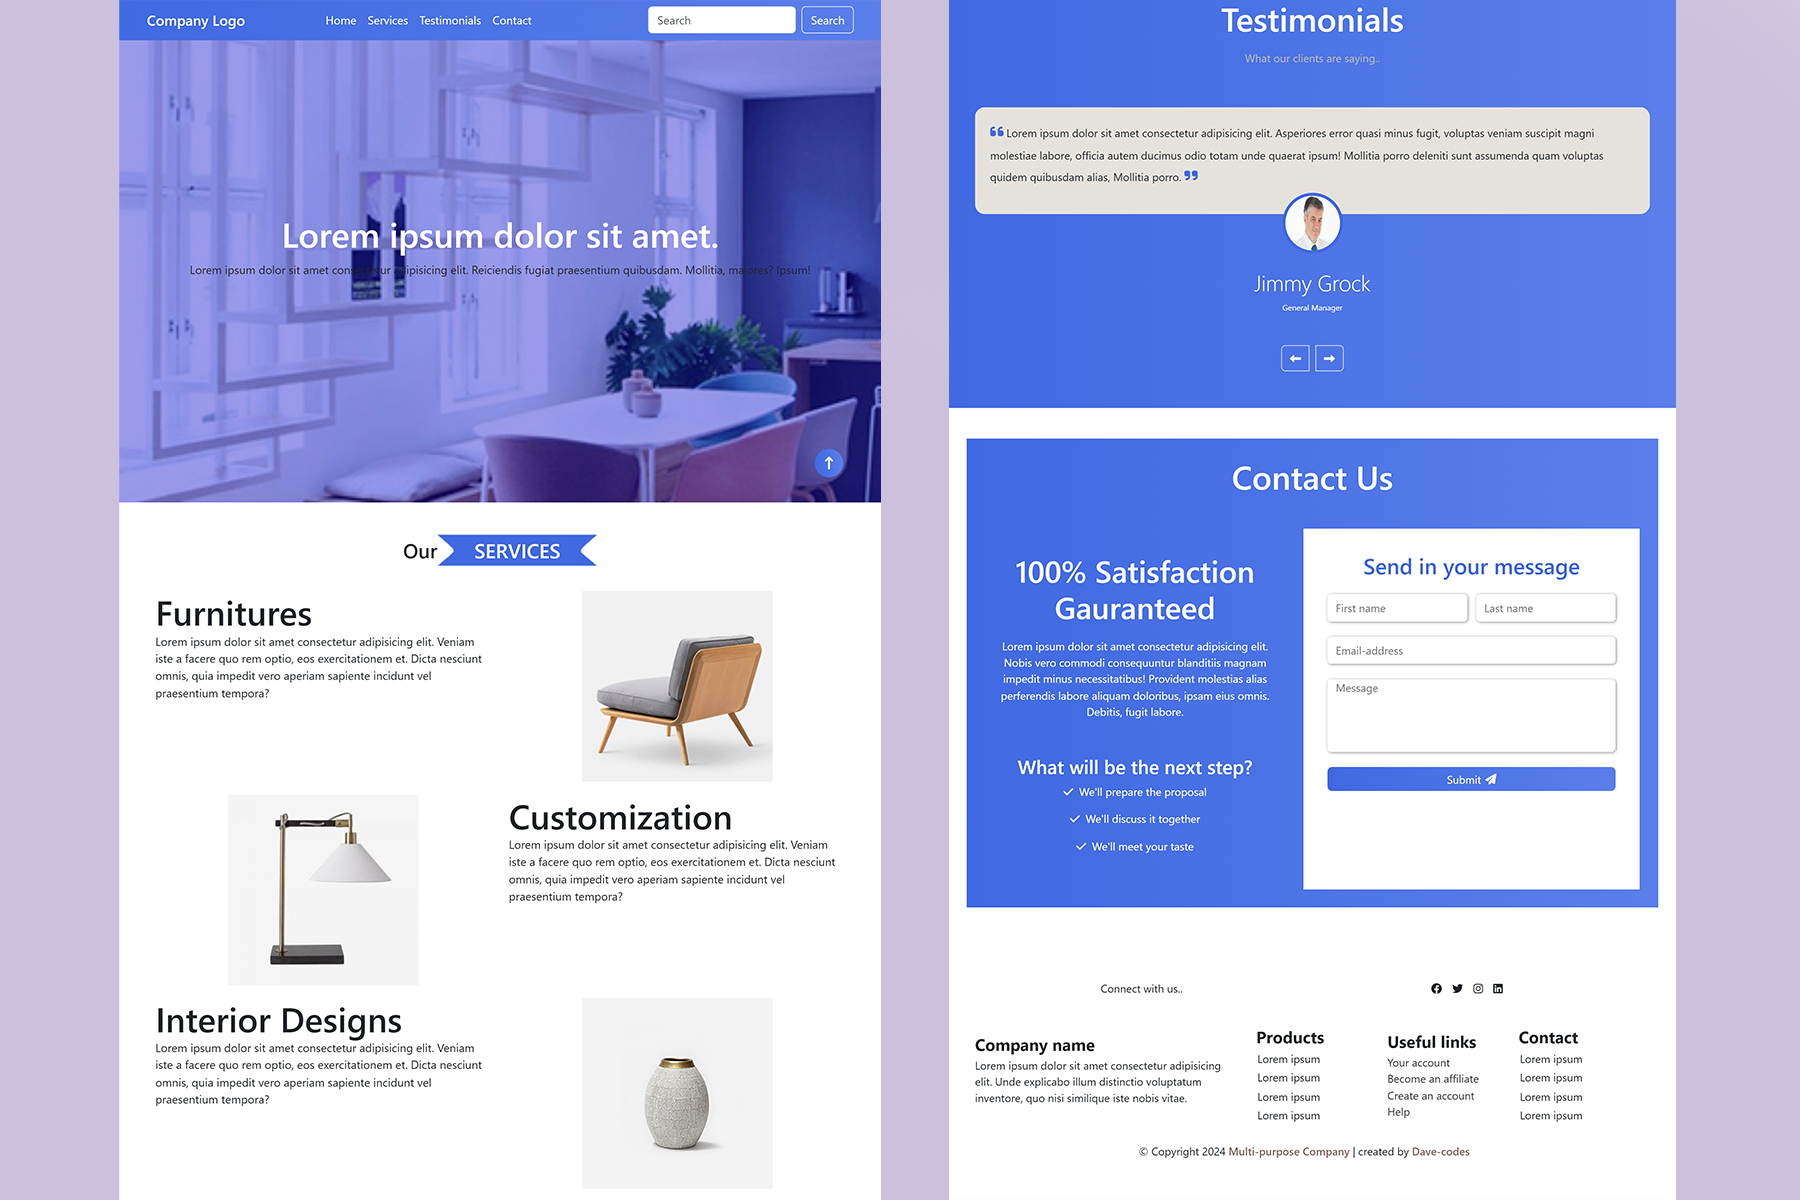 Company Logo
Home Services Testimonials Contact
Search
Search
Lorem ipsum dolor sit amet.
Lorem ipsum dolor sit amet consectetur adipisicing elit. Reiciendis fugiat praesentium quibusdam. Mollitia, maiores? Ipsum!
Our SERVICES
Furnitures
Lorem ipsum dolor sit amet consectetur adipisicing elit. Veniam
iste a facere quo rem optio, eos exercitationem et. Dicta nesciunt
omnis, quia impedit vero aperiam sapiente incidunt vel
praesentium tempora?
Customization
Lorem ipsum dolor sit amet consectetur adipisicing elit. Veniam
iste a facere quo rem optio, eos exercitationem et. Dicta nesciunt
omnis, quia impedit vero aperiam sapiente incidunt vel
praesentium tempora?
Interior Designs
Lorem ipsum dolor sit amet consectetur adipisicing elit. Veniam
iste a facere quo rem optio, eos exercitationem et. Dicta nesciunt
omnis, quia impedit vero aperiam sapiente incidunt vel
praesentium tempora?
Testimonials
What our clients are saying..
❝ Lorem ipsum dolor sit amet consectetur adipisicing elit. Asperiores error quasi minus fugit, voluptas veniam suscipit magni
molestiae labore, officia autem ducimus odio totam unde quaerat ipsum! Mollitia porro deleniti sunt assumenda quam voluptas
quidem quibusdam alias, Mollitia porro. ❞
Jimmy Grock
General Manager
Contact Us
100% Satisfaction
Gauranteed
Lorem ipsum dolor sit amet consectetur adipisicing elit.
Nobis vero commodi consequuntur blanditiis magnam
impedit minus necessitatibus! Provident molestias alias
perferendis labore aliquam doloribus, ipsam eius omnis.
Debitis, fugit labore.
What will be the next step?
We'll prepare the proposal
We'll discuss it together
We'll meet your taste
Send in your message
First name
Last name
Email-address
Message
Submit
Connect with us..
Company name
Lorem ipsum dolor sit amet consectetur adipisicing
elit. Unde explicabo illum distinctio voluptatum
inventore, quo nisi similique iste nobis vitae.
Products
Lorem ipsum
Lorem ipsum
Lorem ipsum
Lorem ipsum
Useful links
Your account
Become an affiliate
Create an account
Help
Contact
Lorem ipsum
Lorem ipsum
Lorem ipsum
Lorem ipsum
© Copyright 2024 Multi-purpose Company | created by Dave-codes